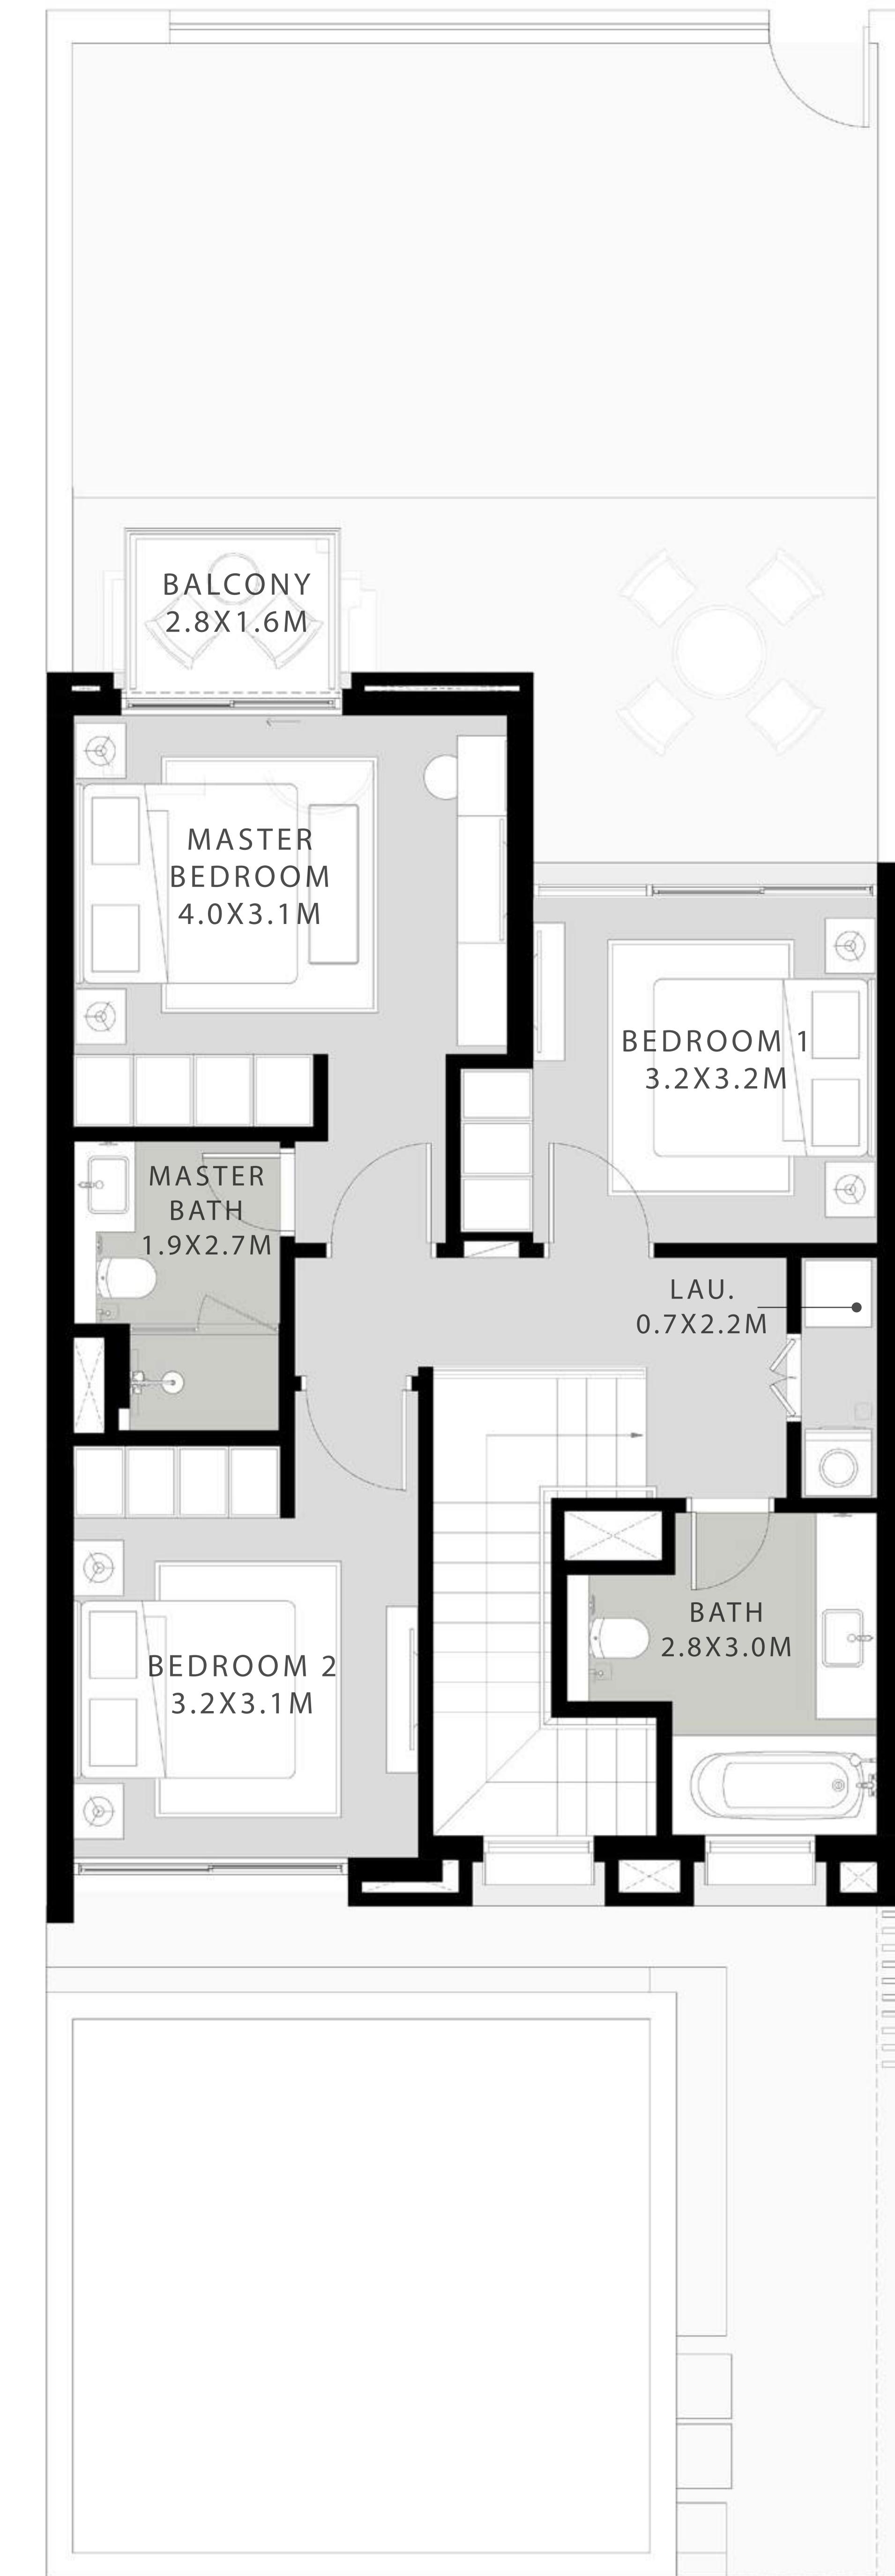 BALCONY
2.8X1.6M
MASTER
BEDROOM
4.0X3.1M
BEDROOM 1
3.2X3.2M
MASTER
BATH
1.9X2.7M
LAU.
0.7X2.2M
BATH
2.8X3.0M
BEDROOM 2
3.2X3.1M